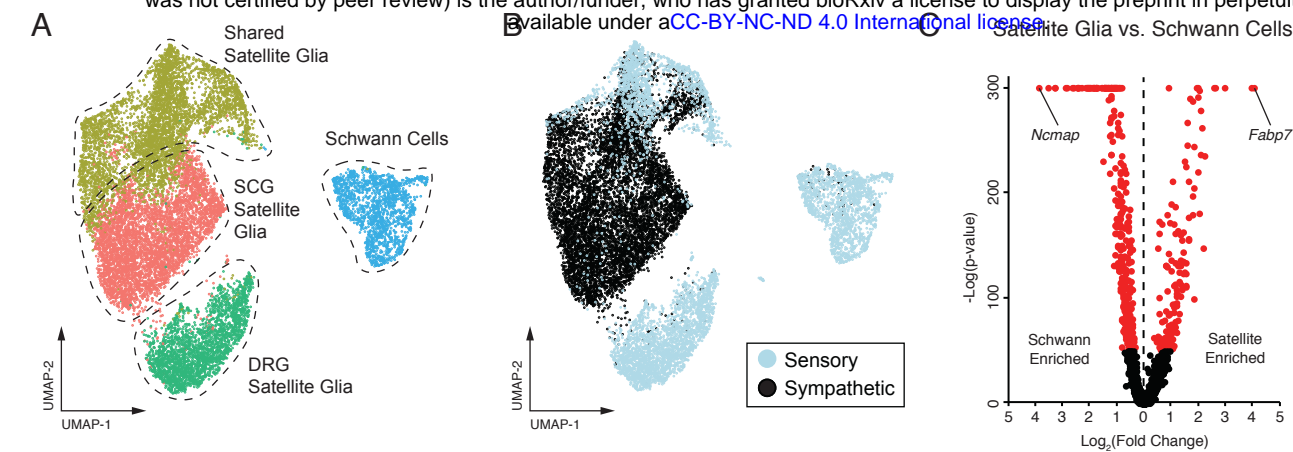 was not certified by peer review) is the author/funder, who has granted bioRxiv a license to display the preprint in
available under aCC-BY-NC-ND 4.0 International license.
A
Shared
Satellite Glia
Schwann Cells
SCG
Satellite
Glia
DRG
Satellite Glia
UMAP-2
UMAP-1
B
Sensory
Sympathetic
UMAP-2
UMAP-1
C
Satellite Glia vs. Schwann Cells
300
200
100
0
-Log(p-value)
Ncmap
Fabp7
Schwann
Enriched
Satellite
Enriched
5 4 3 2 1 0 1 2 3 4 5
Log2(Fold Change)